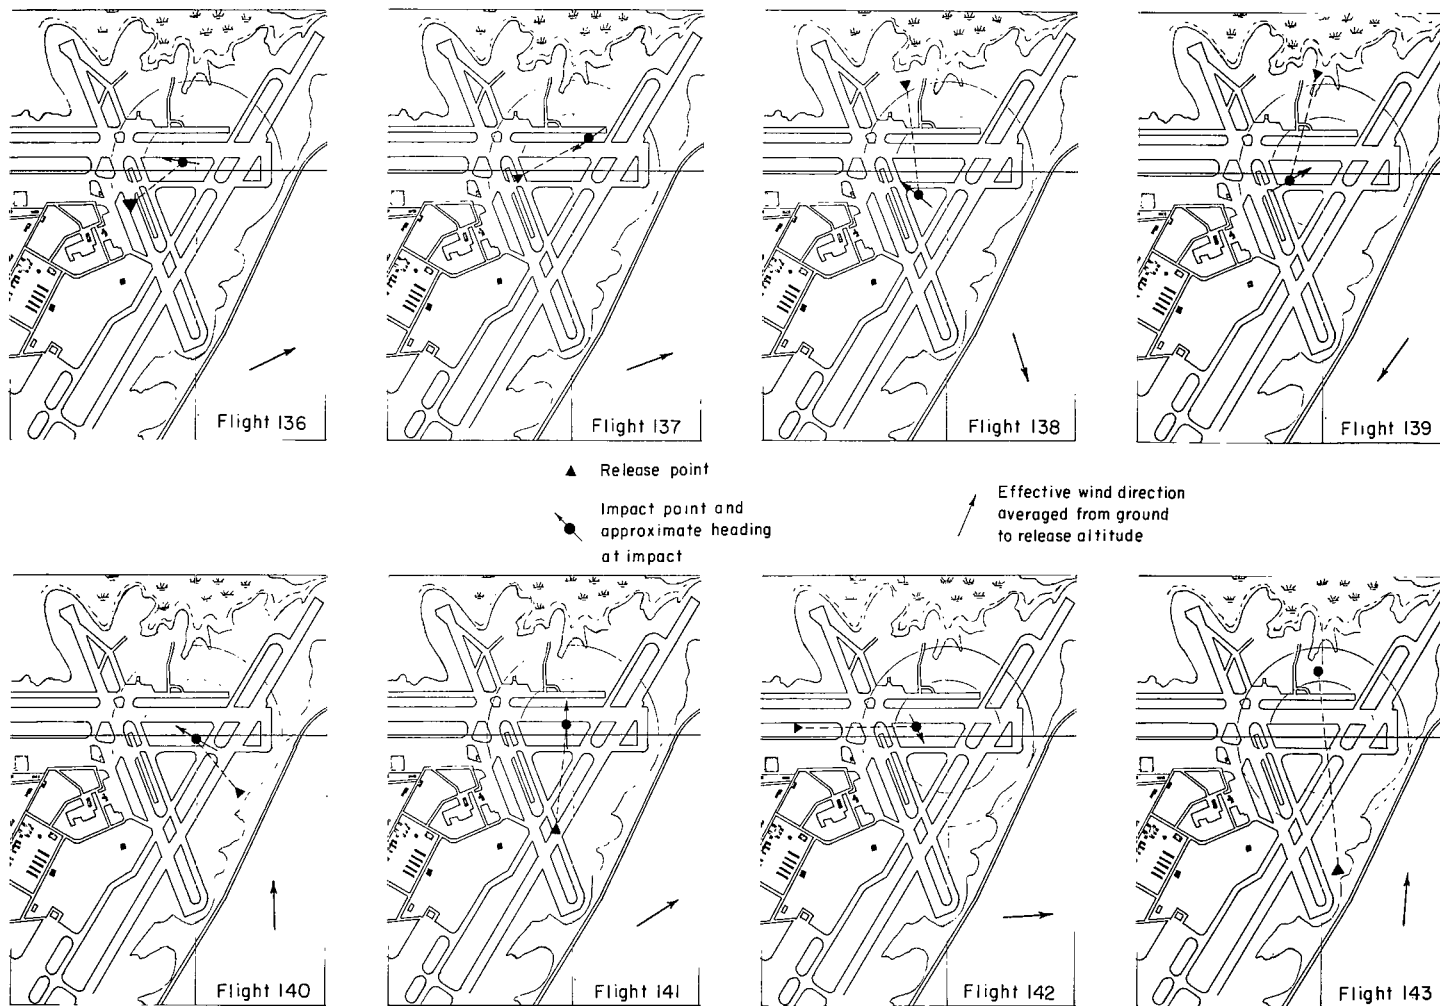 Flight 136
Flight 137
Flight 138
Flight 139
Release point
Impact point and
approximate heading
at impact
Effective wind direction
averaged from ground
to release altitude
Flight 140
Flight 141
Flight 142
Flight 143